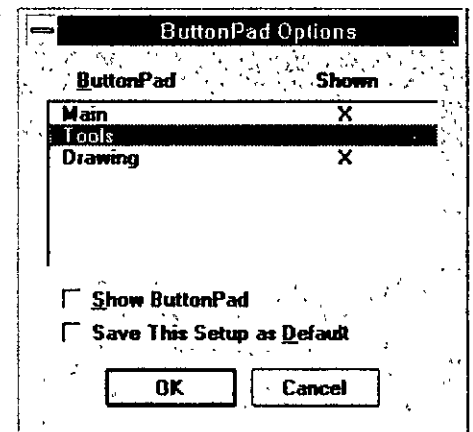 ButtonPad Options
ButtonPad Shown
Main X
Tools
Drawing X
Show ButtonPad
Save This Setup as Default
OK Cancel